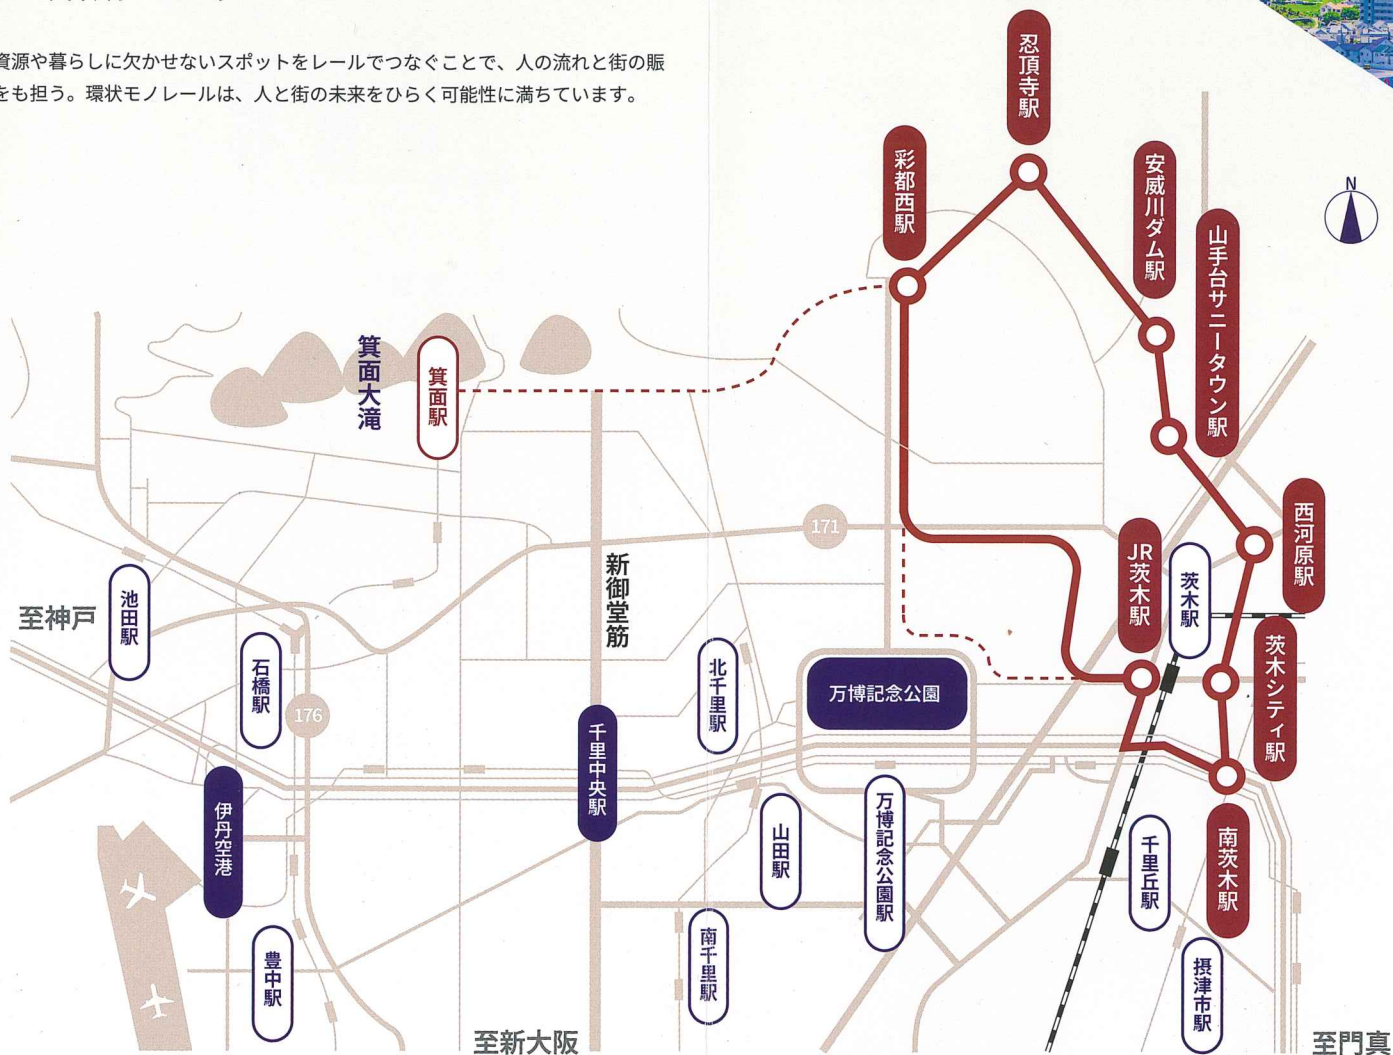 資源や暮らしに欠かせないスポットをレールでつなぐことで、人の流れと街の賑
をも担う。環状モノレールは、人と街の未来をひらく可能性に満ちています。
忍頂寺駅
彩都西駅
安威川ダム駅
山手台サニータウン駅
N
箕面大滝
箕面駅
西河原駅
171
JR茨木駅
茨木駅
新御堂筋
池田駅
至神戸
石橋駅
北千里駅
万博記念公園
茨木シティ駅
176
千里中央駅
伊丹空港
山田駅
万博記念公園駅
千里丘駅
南茨木駅
豊中駅
南千里駅
摂津市駅
至新大阪
至門真